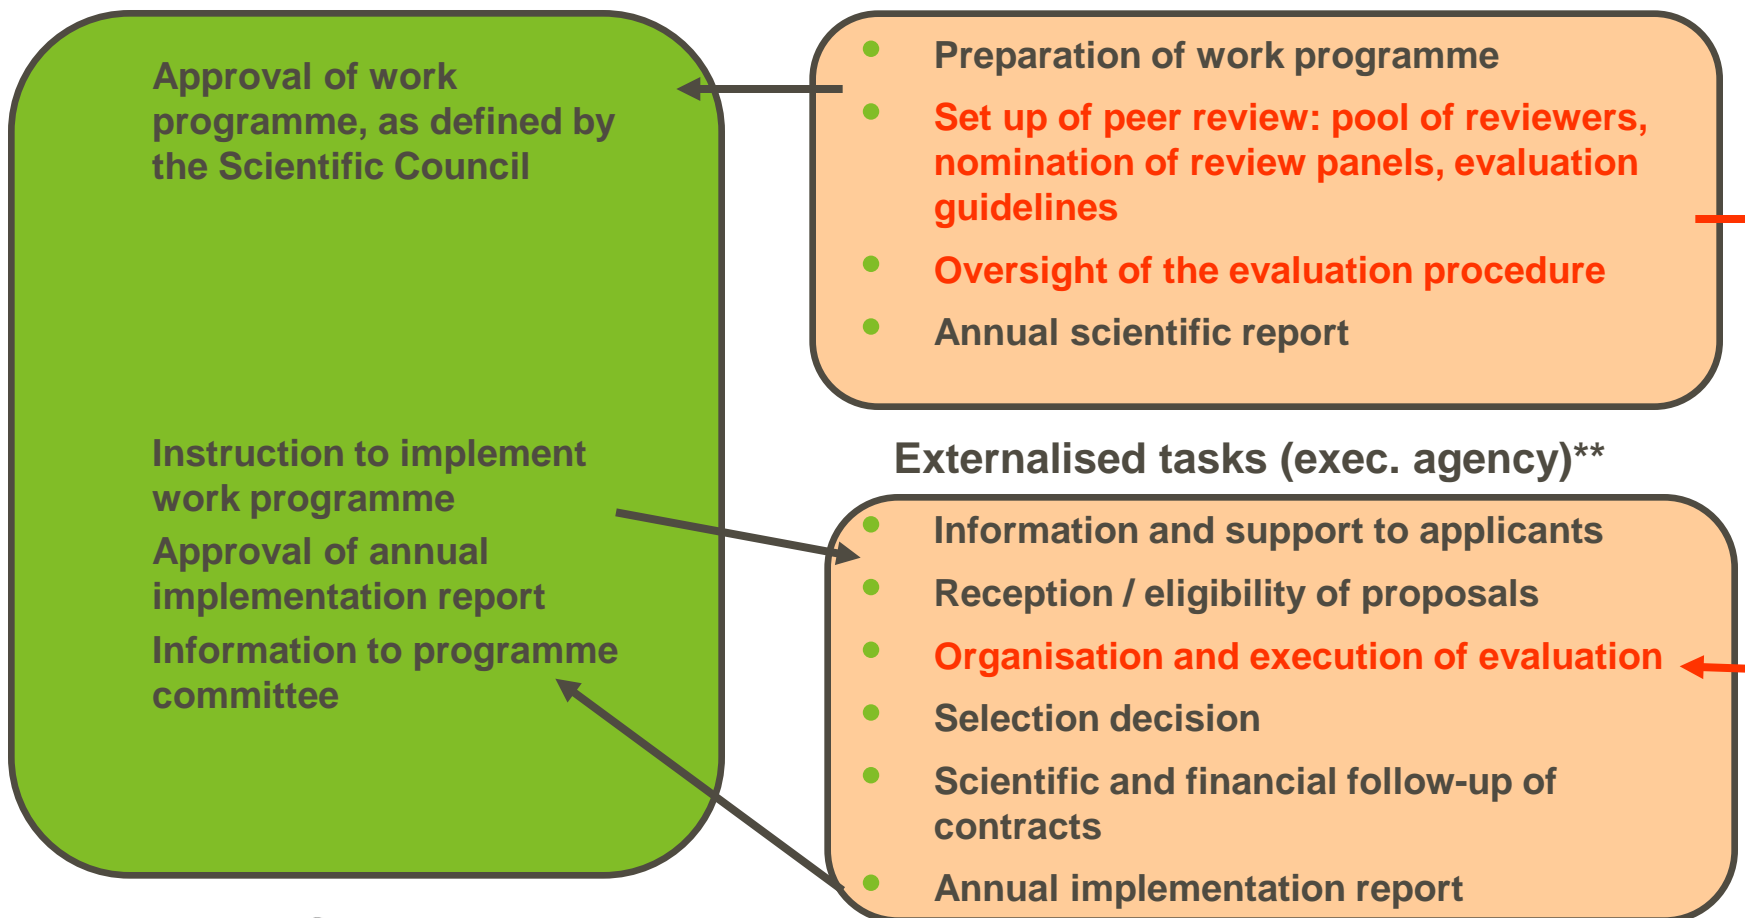 Approval of work
programme, as defined by
the Scientific Council
Instruction to implement
work programme
Approval of annual
implementation report
Information to programme
committee
Preparation of work programme
Set up of peer review: pool of reviewers,
nomination of review panels, evaluation
guidelines
Oversight of the evaluation procedure
Annual scientific report
Externalised tasks (exec. agency)**
Information and support to applicants
Reception / eligibility of proposals
Organisation and execution of evaluation
Selection decision
Scientific and financial follow-up of
contracts
Annual implementation report